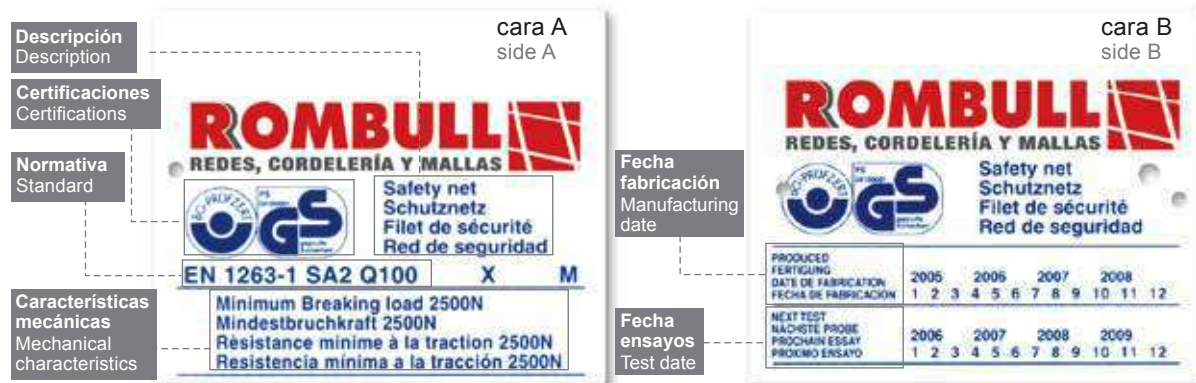 Descripción
Description
Certificaciones
Certifications
Normativa
Standard
Características
mecánicas
Mechanical
characteristics
cara A
side A
ROMBULL
REDES, CORDELERÍA Y MALLAS
GS
Safety net
Schutznetz
Filet de sécurité
Red de seguridad
EN 1263-1 SA2 Q100 X M
Minimum Breaking load 2500N
Mindestbruchkraft 2500N
Rèsistance minime à la traction 2500N
Resistencia mínima a la tracción 2500N
Fecha
fabricación
Manufacturing
date
Fecha
ensayos
Test date
cara B
side B
ROMBULL
REDES, CORDELERÍA Y MALLAS
GS
Safety net
Schutznetz
Filet de sécurité
Red de seguridad
PRODUCED
FERTIGUNG
DATE DE FABRICATION
FECHA DE FABRICACIÓN
2005 2006 2007 2008
1 2 3 4 5 6 7 8 9 10 11 12
NEXT TEST
NÄCHSTE PROBE
PROCHAIN ESSAY
PROXIMO ENSAYO
2006 2007 2008 2009
1 2 3 4 5 6 7 8 9 10 11 12